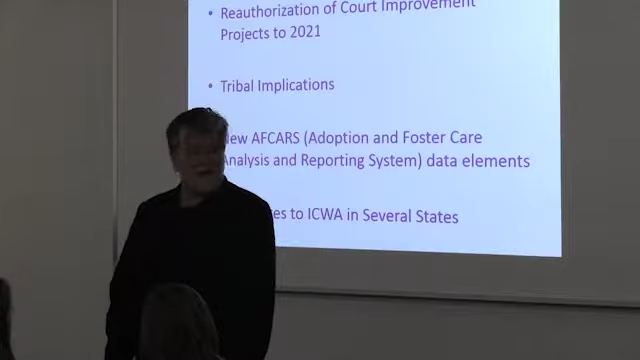 • Reauthorization of Court Improvement
Projects to 2021
• Tribal Implications
New AFCARS (Adoption and Foster Care
Analysis and Reporting System) data elements
to ICWA in Several States